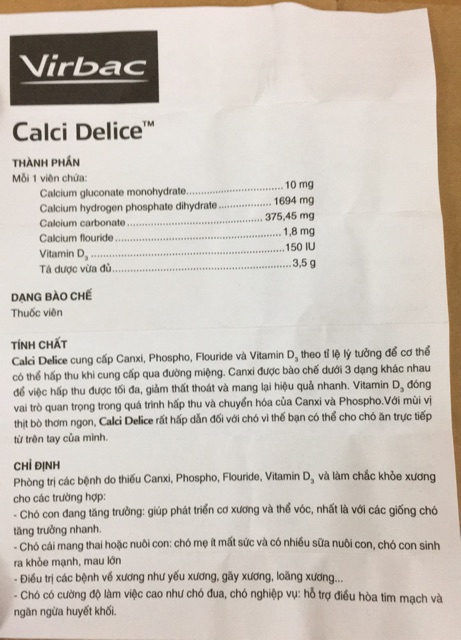 Virbac
Calci Delice™
THÀNH PHẦN
Mỗi 1 viên chứa:
Calcium gluconate monohydrate.......................... 10 mg
Calcium hydrogen phosphate dihydrate............... 1694 mg
Calcium carbonate..................................... 375,45 mg
Calcium flouride............................................. 1,8 mg
Vitamin D₃.....................................................150 IU
Tá dược vừa đủ...............................................3,5 g
DẠNG BÀO CHẾ
Thuốc viên
TÍNH CHẤT
Calci Delice cung cấp Canxi, Phospho, Flouride và Vitamin D₃ theo tỉ lệ lý tưởng để cơ thể
có thể hấp thu khi cung cấp qua đường miệng. Canxi được bào chế dưới 3 dạng khác nhau
để việc hấp thu được tối đa, giảm thất thoát và mang lại hiệu quả nhanh. Vitamin D₃ đóng
vai trò quan trọng trong quá trình hấp thu và chuyển hóa của Canxi và Phospho.Với mùi vị
thịt bò thơm ngon, Calci Delice rất hấp dẫn đối với chó vì thế bạn có thể cho chó ăn trực tiếp
từ trên tay của mình.
CHỈ ĐỊNH
Phòng trị các bệnh do thiếu Canxi, Phospho, Flouride, Vitamin D₃ và làm chắc khỏe xương
cho các trường hợp:
- Chó con đang tăng trưởng: giúp phát triển cơ xương và thể vóc, nhất là với các giống chó
tăng trưởng nhanh.
- Chó cái mang thai hoặc nuôi con: chó mẹ ít mất sức và có nhiều sữa nuôi con, chó con sinh
ra khỏe mạnh, mau lớn
- Điều trị các bệnh về xương như yếu xương, gãy xương, loãng xương...
- Chó có cường độ làm việc cao như chó đua, chó nghiệp vụ: hỗ trợ điều hòa tim mạch và
ngăn ngừa huyết khối.